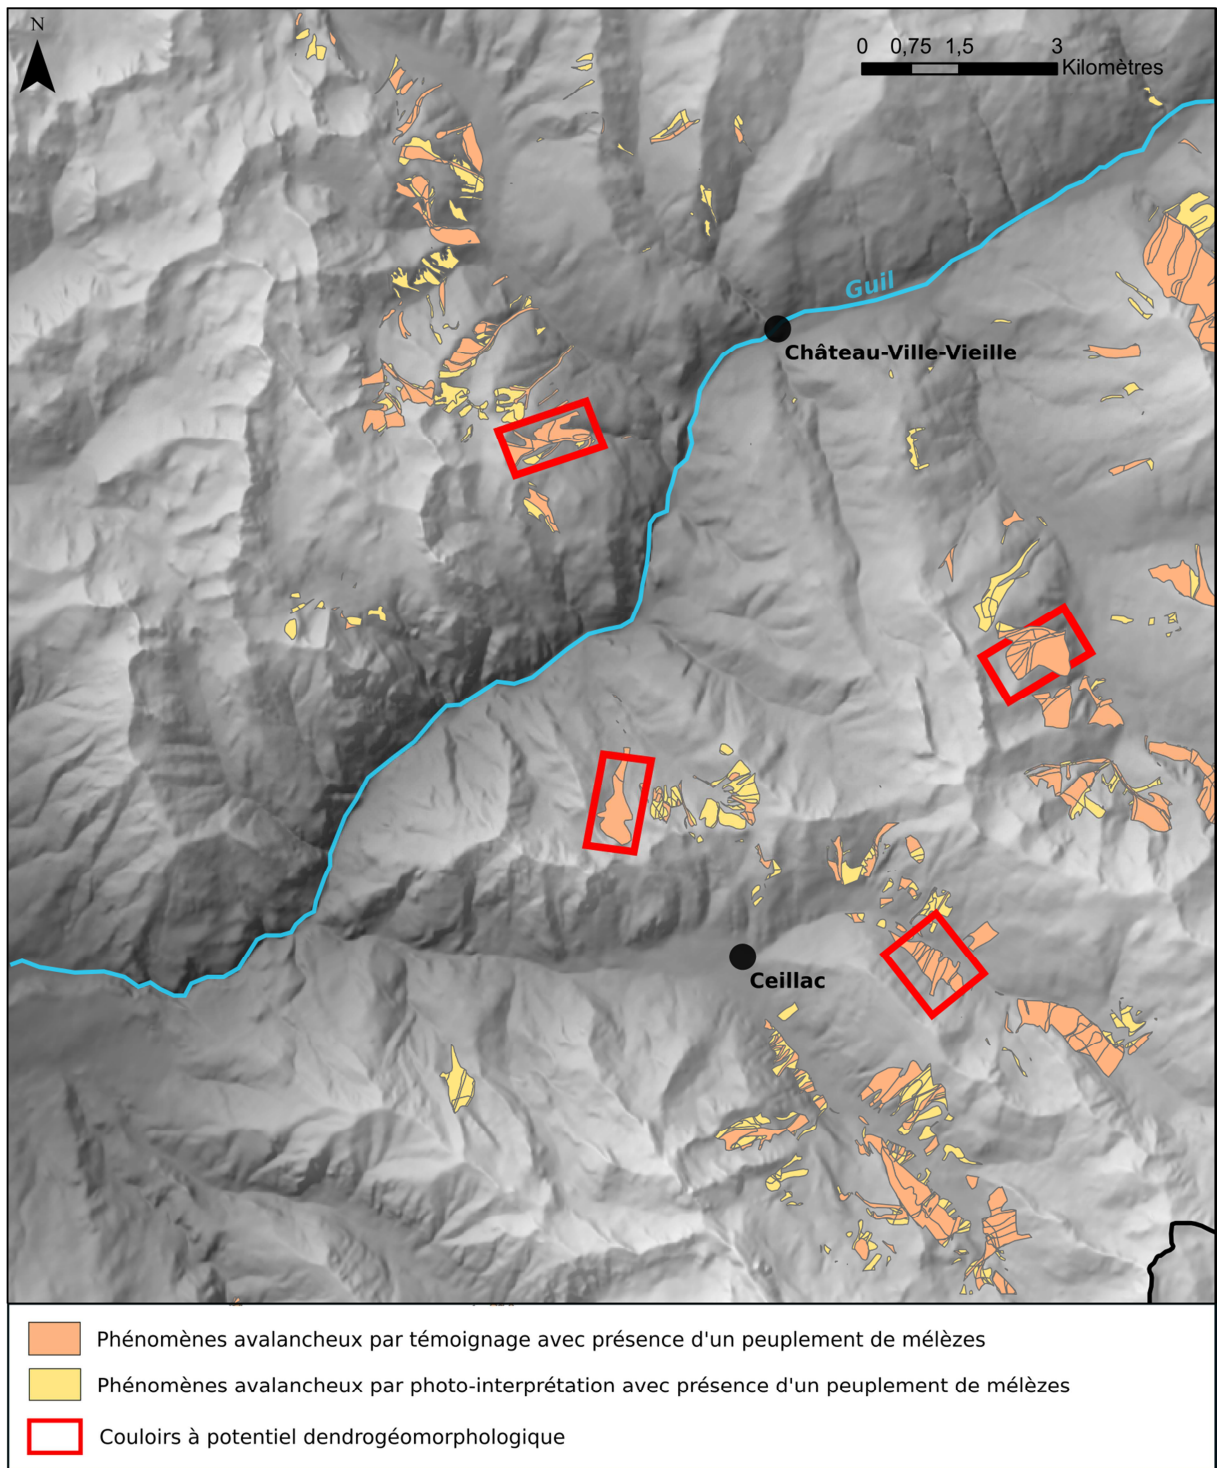 N
0 0,75 1,5 3
Kilomètres
Guil
Château-Ville-Vieille
Ceillac
Phénomènes avalancheux par témoignage avec présence d'un peuplement de mélèzes
Phénomènes avalancheux par photo-interprétation avec présence d'un peuplement de mélèzes
Couloirs à potentiel dendrogéomorphologique